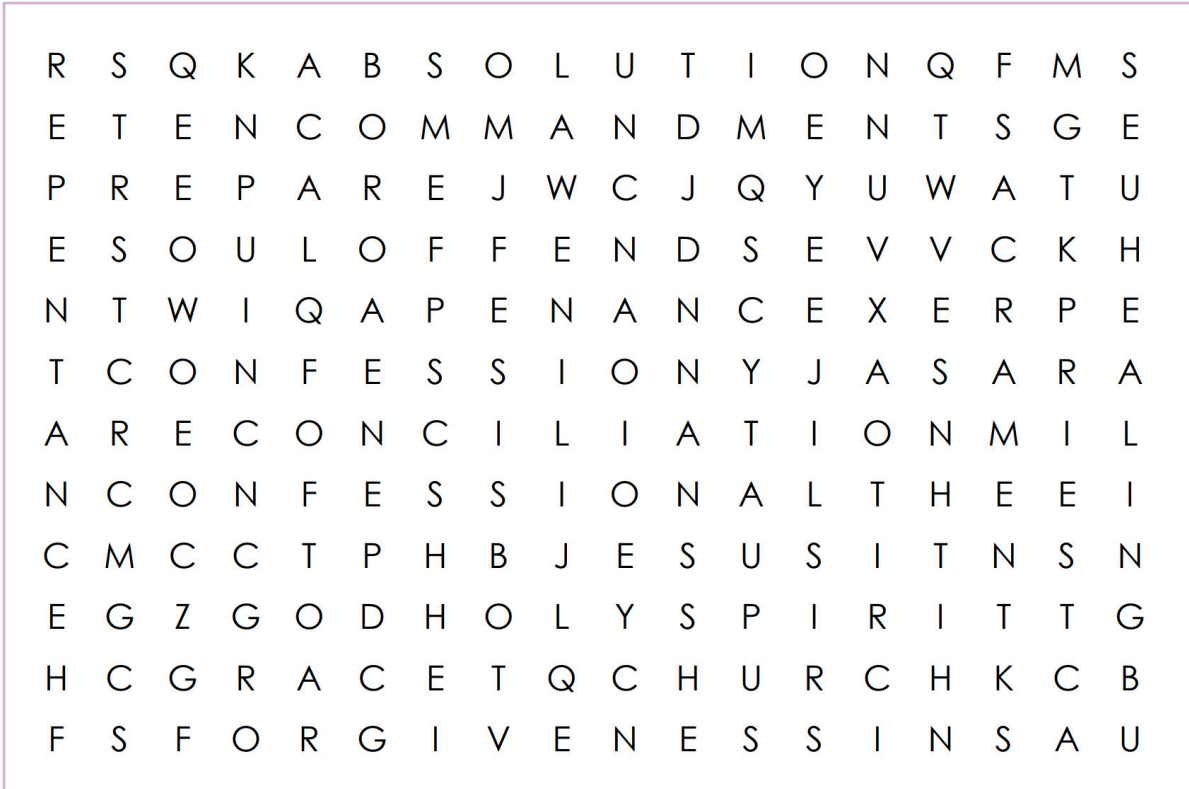 R S Q K A B S O L U T I O N Q F M S
E T E N C O M M A N D M E N T S G E
P R E P A R E J W C J Q Y U W A T U
E S O U L O F F E N D S E V V C K H
N T W I Q A P E N A N C E X E R P E
T C O N F E S S I O N Y J A S A R A
A R E C O N C I L I A T I O N M I L
N C O N F E S S I O N A L T H E E I
C M C C T P H B J E S U S I T N S N
E G Z G O D H O L Y S P I R I T T G
H C G R A C E T Q C H U R C H K C B
F S F O R G I V E N E S S I N S A U